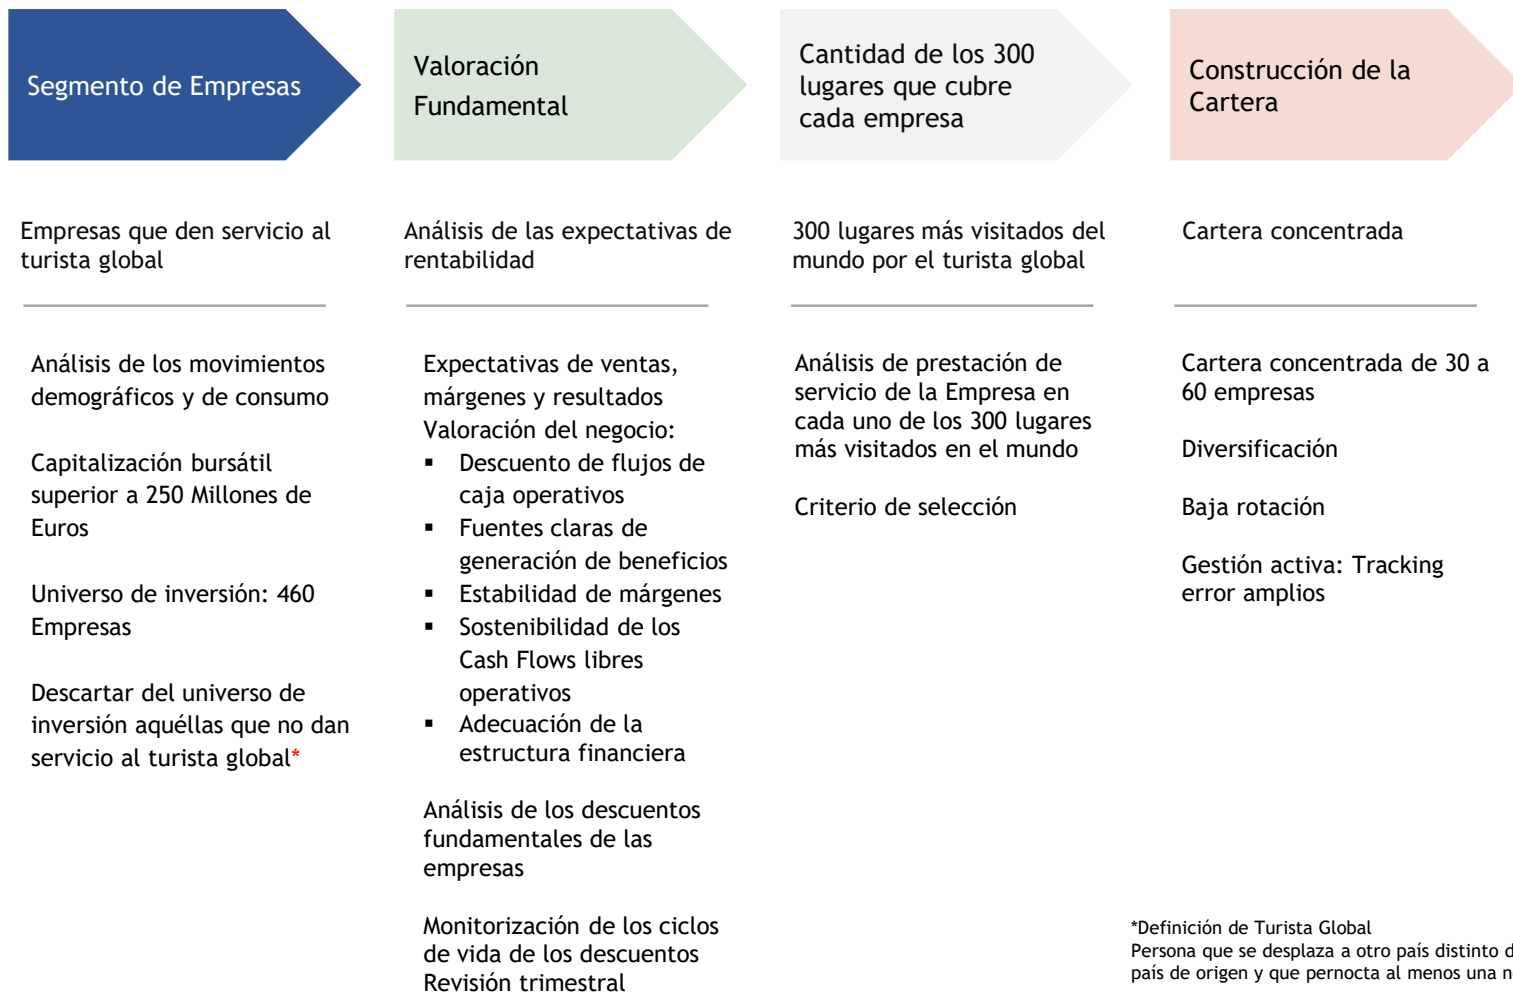 Segmento de Empresas
Valoración
Fundamental
Cantidad de los 300
lugares que cubre
cada empresa
Construcción de la
Cartera
Empresas que den servicio al
turista global
Análisis de los movimientos
demográficos y de consumo
Capitalización bursátil
superior a 250 Millones de
Euros
Universo de inversión: 460
Empresas
Descartar del universo de
inversión aquéllas que no dan
servicio al turista global*
Análisis de las expectativas de
rentabilidad
Expectativas de ventas,
márgenes y resultados
Valoración del negocio:
▪ Descuento de flujos de
caja operativos
▪ Fuentes claras de
generación de beneficios
▪ Estabilidad de márgenes
▪ Sostenibilidad de los
Cash Flows libres
operativos
▪ Adecuación de la
estructura financiera
Análisis de los descuentos
fundamentales de las
empresas
Monitorización de los ciclos
de vida de los descuentos
Revisión trimestral
300 lugares más visitados del
mundo por el turista global
Análisis de prestación de
servicio de la Empresa en
cada uno de los 300 lugares
más visitados en el mundo
Criterio de selección
Cartera concentrada
Cartera concentrada de 30 a
60 empresas
Diversificación
Baja rotación
Gestión activa: Tracking
error amplios
*Definición de Turista Global
Persona que se desplaza a otro país distinto
país de origen y que pernocta al menos una